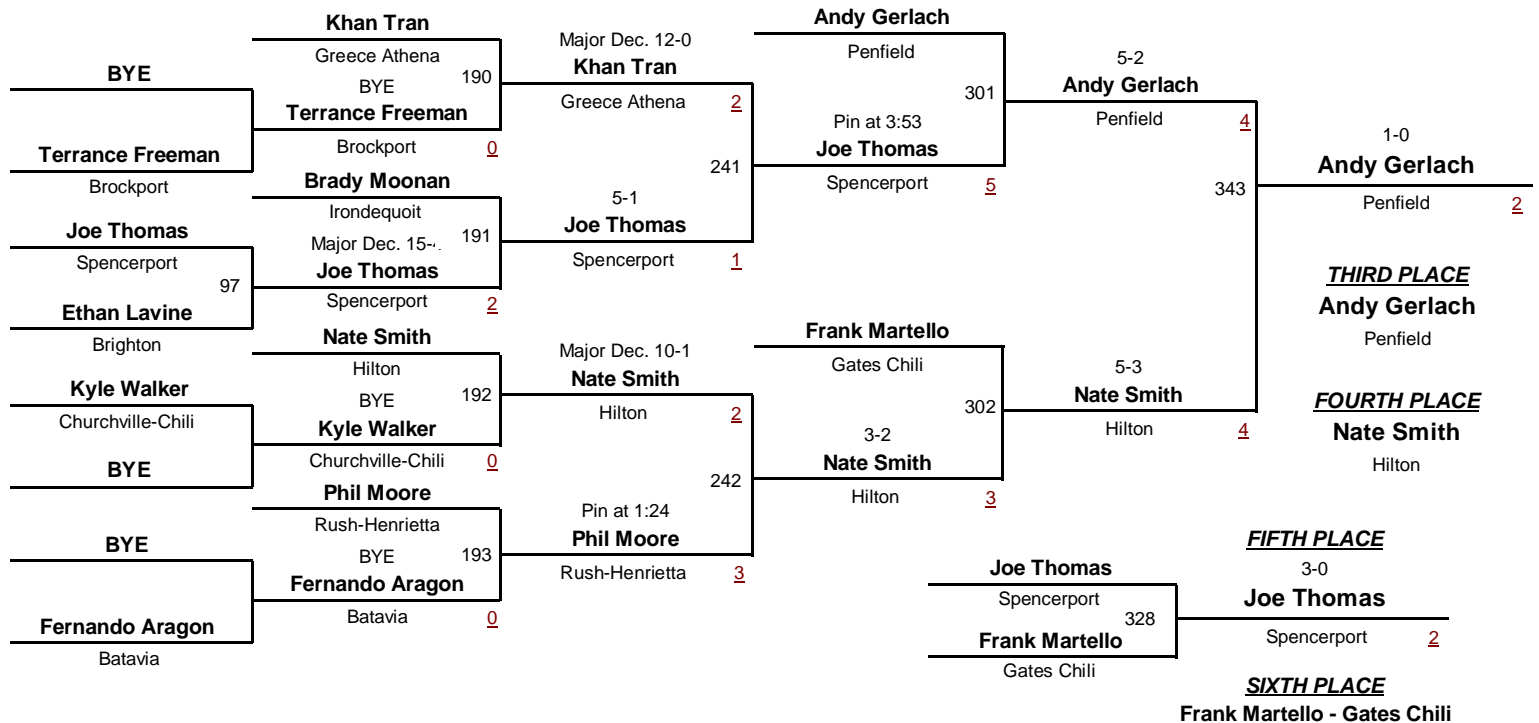 BYE
Terrance Freeman
Brockport
Joe Thomas
Spencerport
97
Ethan Lavine
Brighton
Kyle Walker
Churchville-Chili
BYE
BYE
Fernando Aragon
Batavia
Khan Tran
Greece Athena
190
BYE
Terrance Freeman
Brockport 0
Brady Moonan
Irondequoit
191
Major Dec. 15-
Joe Thomas
Spencerport 2
Nate Smith
Hilton
192
BYE
Kyle Walker
Churchville-Chili 0
Phil Moore
Rush-Henrietta
193
BYE
Fernando Aragon
Batavia 0
Major Dec. 12-0
Khan Tran
Greece Athena 2
241
5-1
Joe Thomas
Spencerport 1
Major Dec. 10-1
Nate Smith
Hilton 2
242
Pin at 1:24
Phil Moore
Rush-Henrietta 3
Andy Gerlach
Penfield
301
Pin at 3:53
Joe Thomas
Spencerport 5
Frank Martello
Gates Chili
302
3-2
Nate Smith
Hilton 3
5-2
Andy Gerlach
Penfield 4
343
5-3
Nate Smith
Hilton 4
1-0
Andy Gerlach
Penfield 2
THIRD PLACE
Andy Gerlach
Penfield
FOURTH PLACE
Nate Smith
Hilton
Joe Thomas
Spencerport
328
Frank Martello
Gates Chili
FIFTH PLACE
3-0
Joe Thomas
Spencerport 2
SIXTH PLACE
Frank Martello - Gates Chili